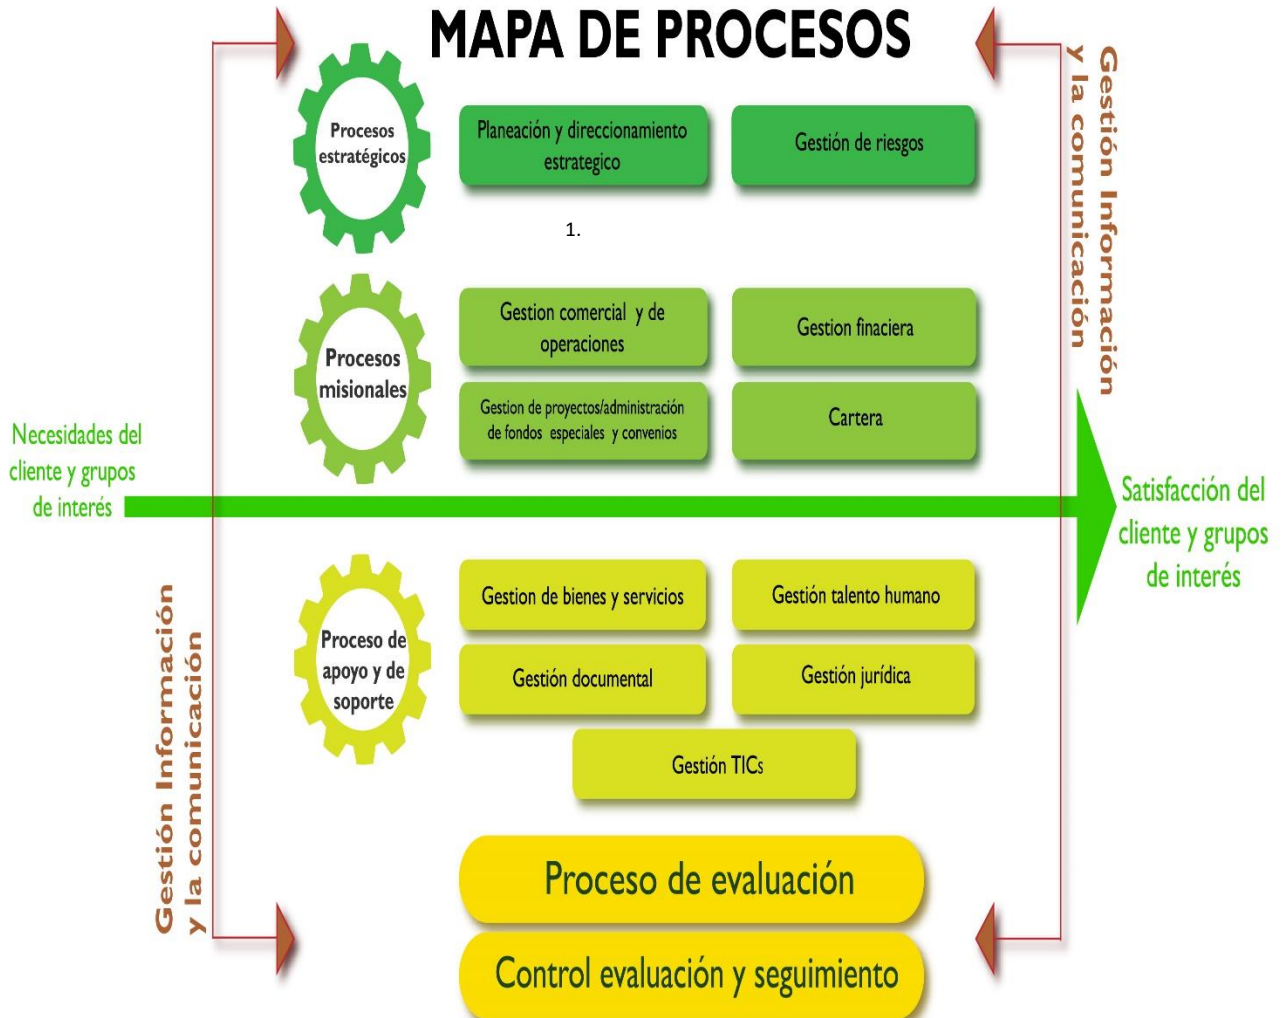 MAPA DE PROCESOS
Procesos
estratégicos
Planeación y direccionamiento
estrategico
Gestión de riesgos
1.
Gestión Información
y la comunicación
Procesos
misionales
Gestion comercial y de
operaciones
Gestion finaciera
Gestion de proyectos/administración
de fondos especiales y convenios
Cartera
Necesidades del
cliente y grupos
de interés
Satisfacción del
cliente y grupos
de interés
Proceso de
apoyo y de
soporte
Gestion de bienes y servicios
Gestión talento humano
Gestión documental
Gestión jurídica
Gestión TICs
Gestión Información
y la comunicación
Proceso de evaluación
Control evaluación y seguimiento